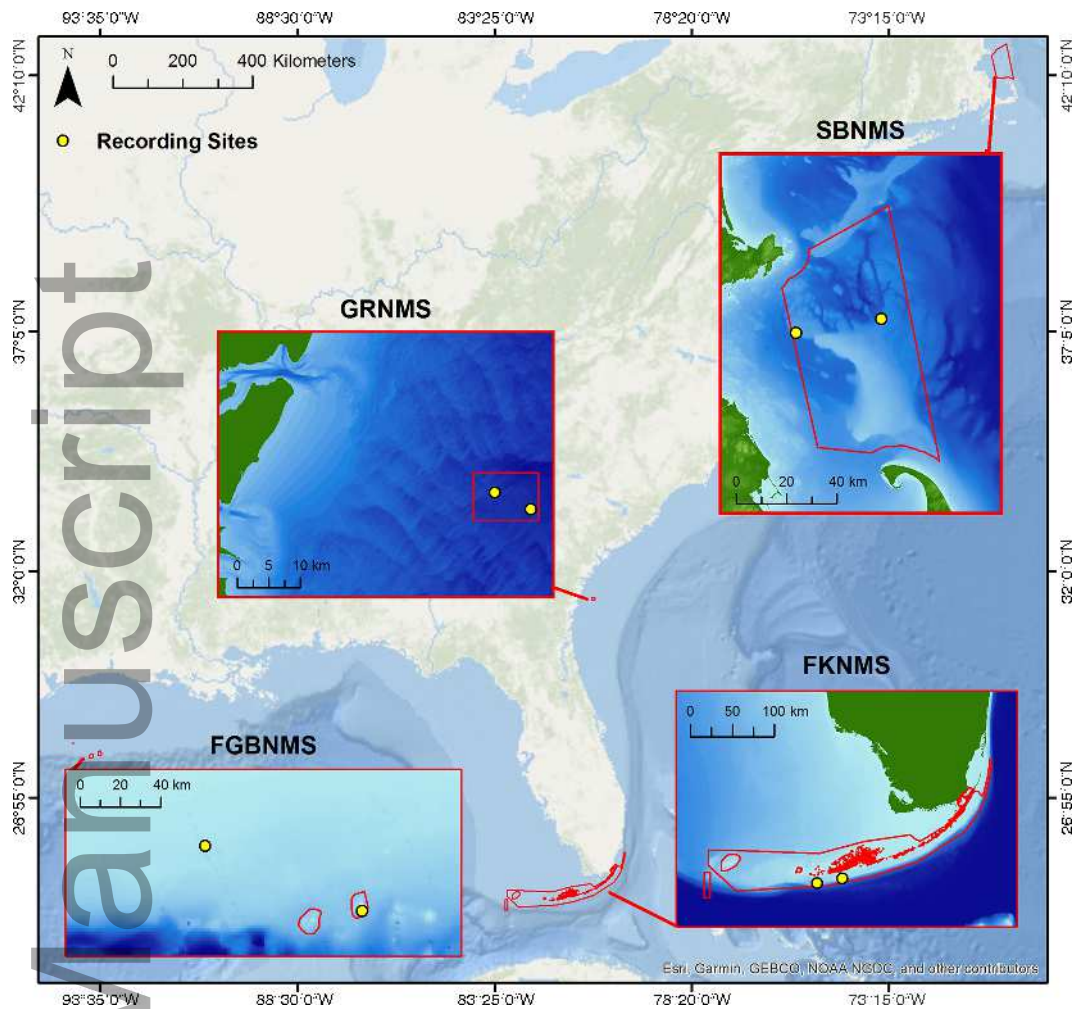 93°35'0"W 88°30'0"W 83°25'0"W 78°20'0"W 73°15'0"W
N
0 200 400 Kilometers
Recording Sites
42°10'0"N
42°10'0"N
SBNMS
0 20 40 km
GRNMS
0 5 10 km
37°5'0"N
37°5'0"N
32°0'0"N
32°0'0"N
FKNMS
0 50 100 km
FGBNMS
0 20 40 km
26°55'0"N
26°55'0"N
Esri, Garmin, GEBCO, NOAA NGDC, and other contributors
93°35'0"W 88°30'0"W 83°25'0"W 78°20'0"W 73°15'0"W
Manuscript